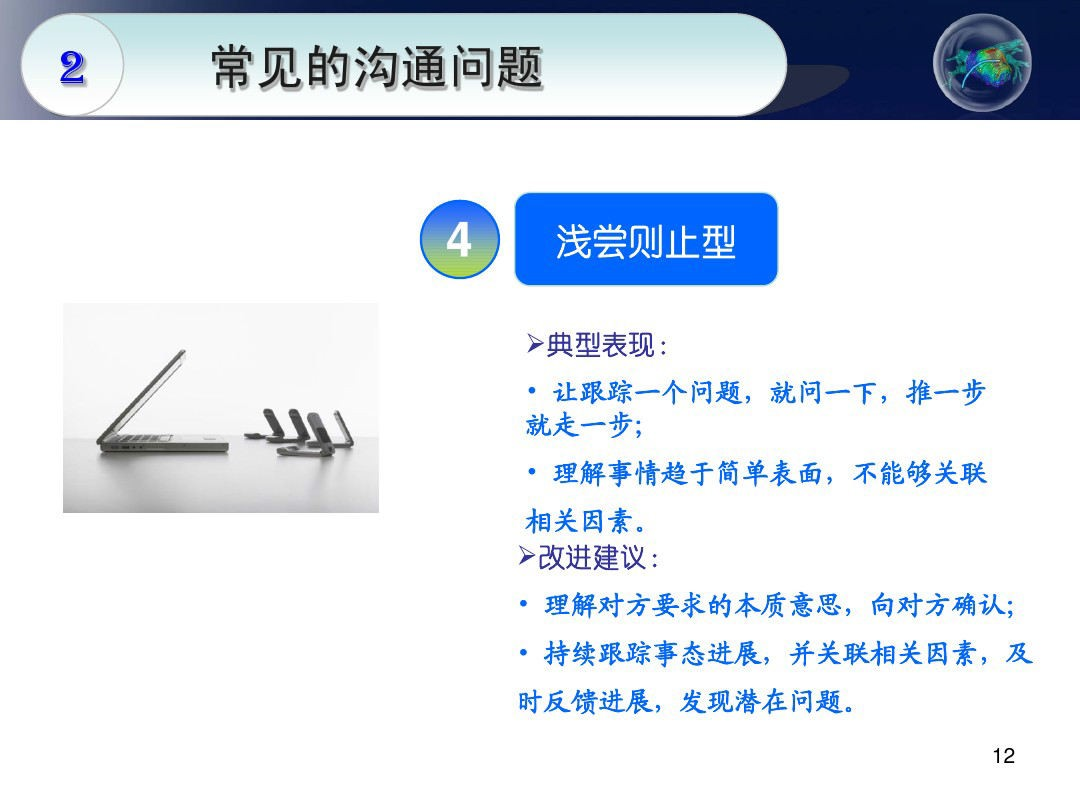 2
常见的沟通问题
4
浅尝则止型
➢典型表现：
• 让跟踪一个问题，就问一下，推一步
就走一步；
• 理解事情趋于简单表面，不能够关联
相关因素。
➢改进建议：
• 理解对方要求的本质意思，向对方确认；
• 持续跟踪事态进展，并关联相关因素，及
时反馈进展，发现潜在问题。
12